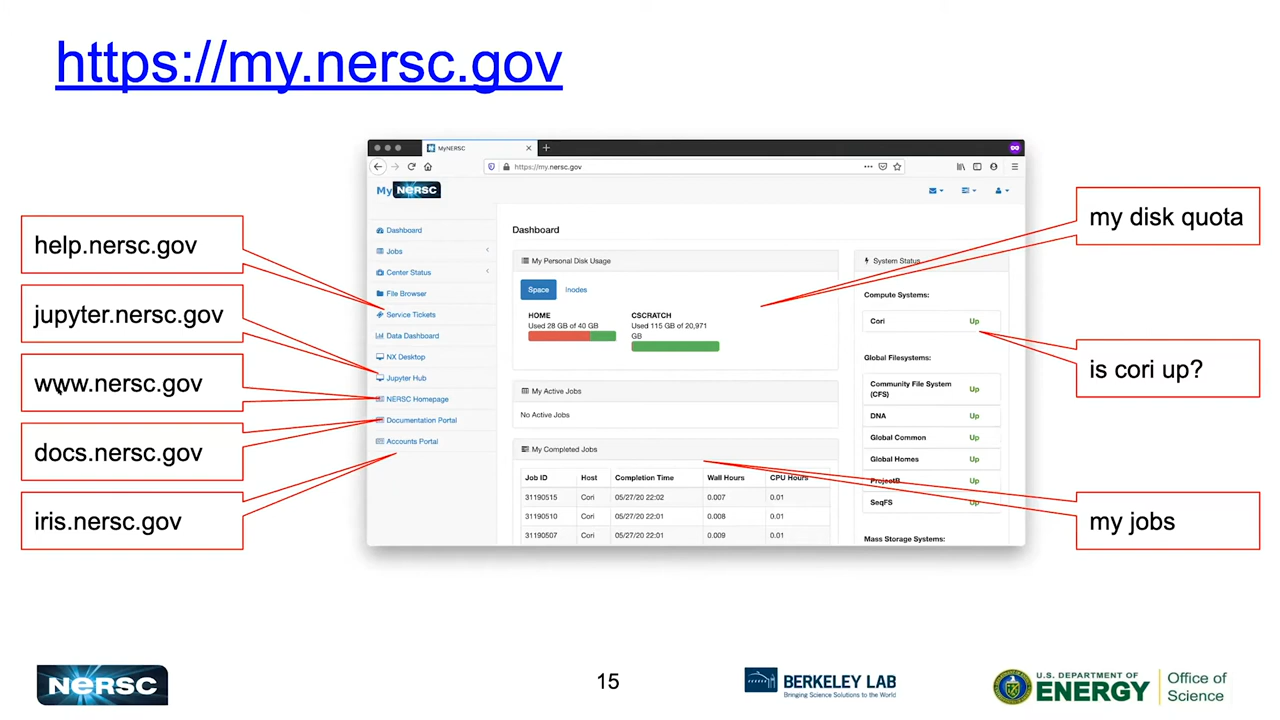 https://my.nersc.gov
MyNERSC
https://my.nersc.gov
My NERSC
help.nersc.gov
jupyter.nersc.gov
www.nersc.gov
docs.nersc.gov
iris.nersc.gov
Dashboard
Jobs
Center Status
File Browser
Service Tickets
Data Dashboard
NX Desktop
Jupyter Hub
NERSC Homepage
Documentation Portal
Accounts Portal
Dashboard
My Personal Disk Usage
Space Inodes
HOME
Used 28 GB of 40 GB
CSCRATCH
Used 115 GB of 20,971
GB
My Active Jobs
No Active Jobs
My Completed Jobs
Job ID Host Completion Time Wall Hours CPU Hours
31190515 Cori 05/27/20 22:02 0.007 0.01
31190510 Cori 05/27/20 22:01 0.008 0.01
31190507 Cori 05/27/20 22:01 0.009 0.01
System Status
Compute Systems:
Cori Up
Global Filesystems:
Community File System
(CFS) Up
DNA Up
Global Common Up
Global Homes Up
ProjectB Up
SeqFS Up
Mass Storage Systems:
my disk quota
is cori up?
my jobs
NERSC
15
BERKELEY LAB
Bringing Science Solutions to the World
U.S. DEPARTMENT OF
ENERGY
Office of
Science